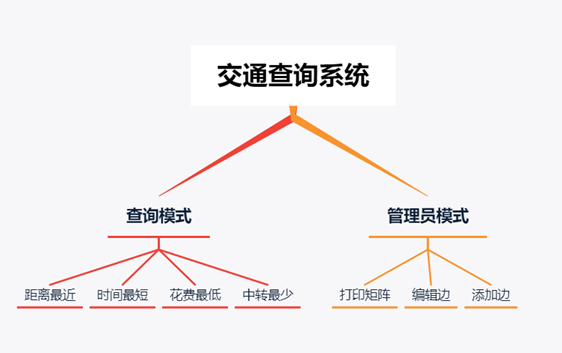 交通查询系统
查询模式
管理员模式
距离最近
时间最短
花费最低
中转最少
打印矩阵
编辑边
添加边